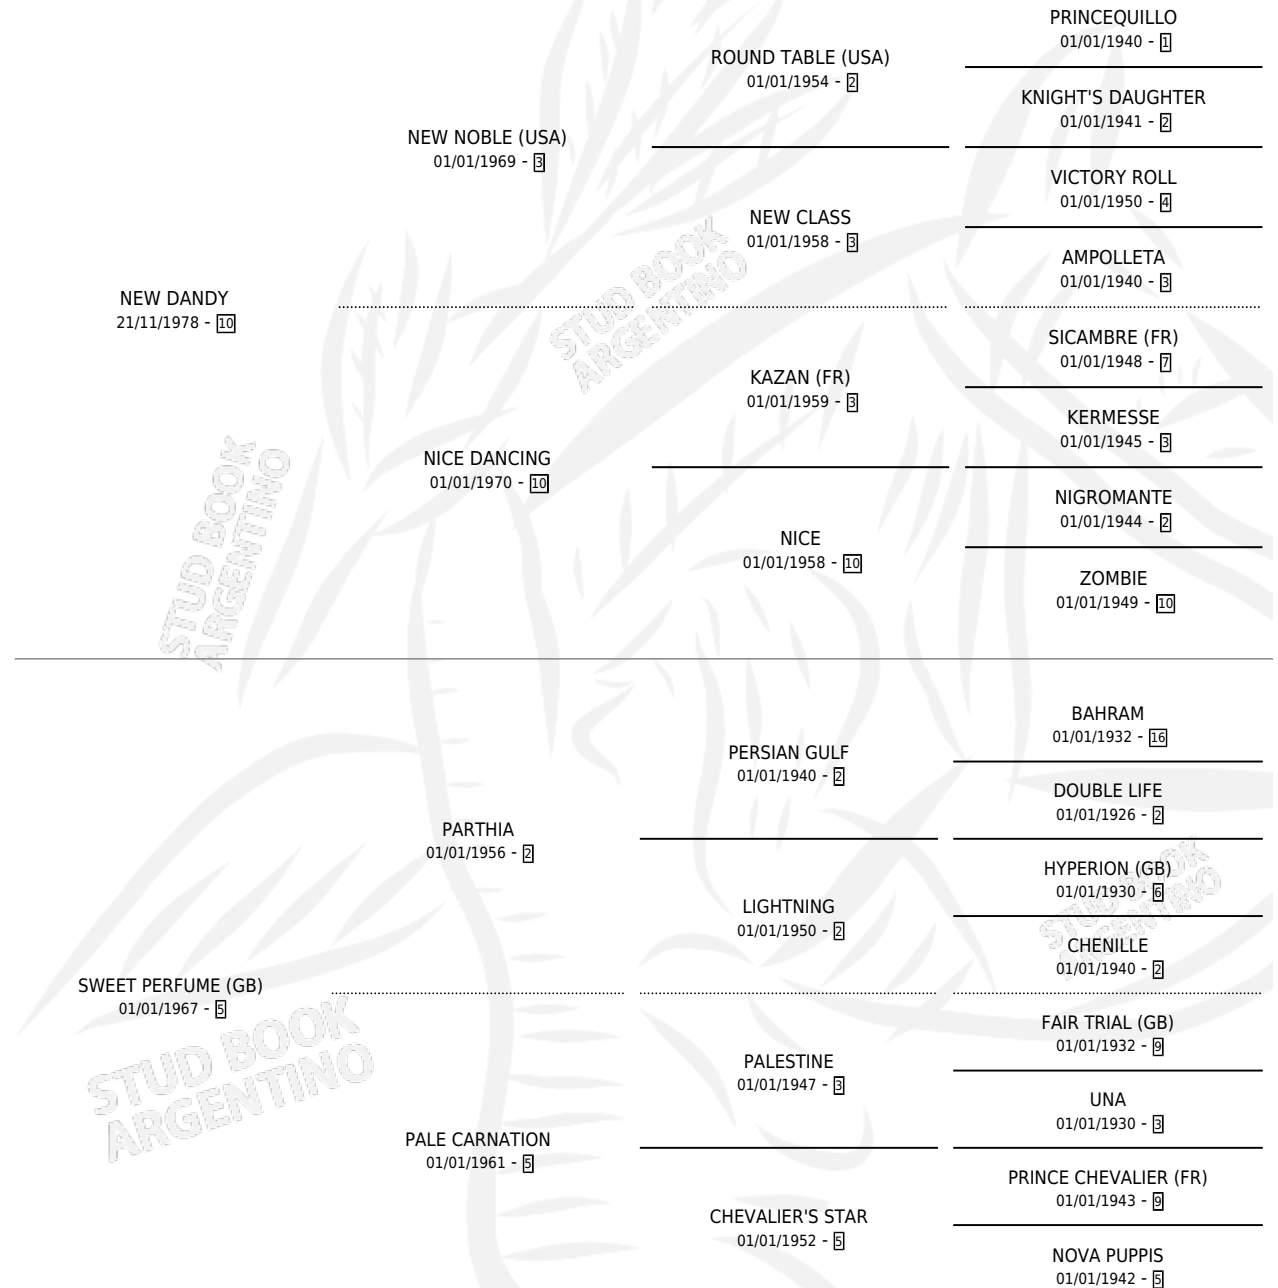 PRINCEQUILLO
01/01/1940 - 1
ROUND TABLE (USA)
01/01/1954 - 2
KNIGHT'S DAUGHTER
01/01/1941 - 2
NEW NOBLE (USA)
01/01/1969 - 3
VICTORY ROLL
01/01/1950 - 4
NEW CLASS
01/01/1958 - 3
AMPOLLETA
01/01/1940 - 3
NEW DANDY
21/11/1978 - 10
SICAMBRE (FR)
01/01/1948 - 7
KAZAN (FR)
01/01/1959 - 3
KERMESSE
01/01/1945 - 3
NICE DANCING
01/01/1970 - 10
NIGROMANTE
01/01/1944 - 2
NICE
01/01/1958 - 10
ZOMBIE
01/01/1949 - 10
BAHRAM
01/01/1932 - 16
PERSIAN GULF
01/01/1940 - 2
DOUBLE LIFE
01/01/1926 - 2
PARTHIA
01/01/1956 - 2
HYPERION (GB)
01/01/1930 - 6
LIGHTNING
01/01/1950 - 2
CHENILLE
01/01/1940 - 2
SWEET PERFUME (GB)
01/01/1967 - 5
FAIR TRIAL (GB)
01/01/1932 - 9
PALESTINE
01/01/1947 - 3
UNA
01/01/1930 - 3
PALE CARNATION
01/01/1961 - 5
PRINCE CHEVALIER (FR)
01/01/1943 - 9
CHEVALIER'S STAR
01/01/1952 - 5
NOVA PUPPIS
01/01/1942 - 5
STUD BOOK
ARGENTINO
STUD BOOK
ARGENTINO
STUD BOOK
ARGENTINO
STUD BOOK
ARGENTINO